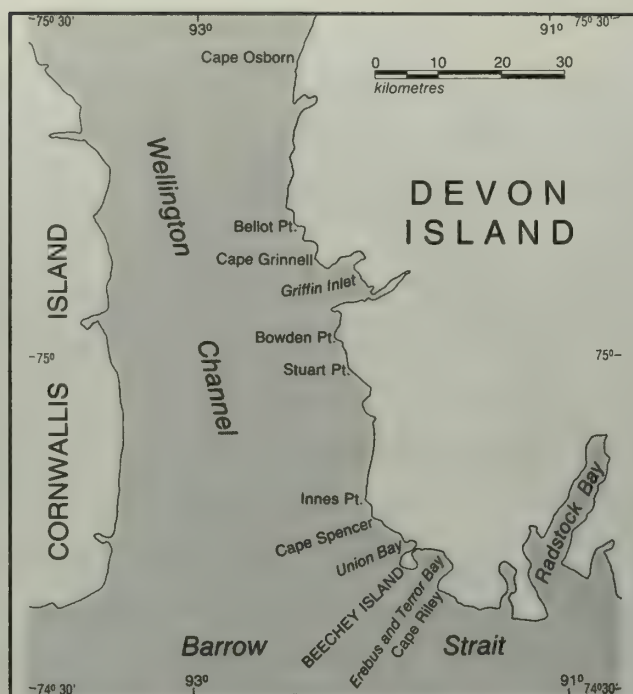 75° 30'
93°
91°
75° 30'
Cape Osborn
0 10 20 30
kilometres
Wellington
Channel
DEVON
ISLAND
Bellot Pt.
Cape Grinnell
Griffin Inlet
Bowden Pt.
75°
75°
Stuart Pt.
CORNWALLIS ISLAND
Innes Pt.
Cape Spencer
Union Bay
BEECHEY ISLAND
Erebus and Terror Bay
Cape Riley
Radstock Bay
Barrow Strait
74° 30'
93°
91°
74° 30'